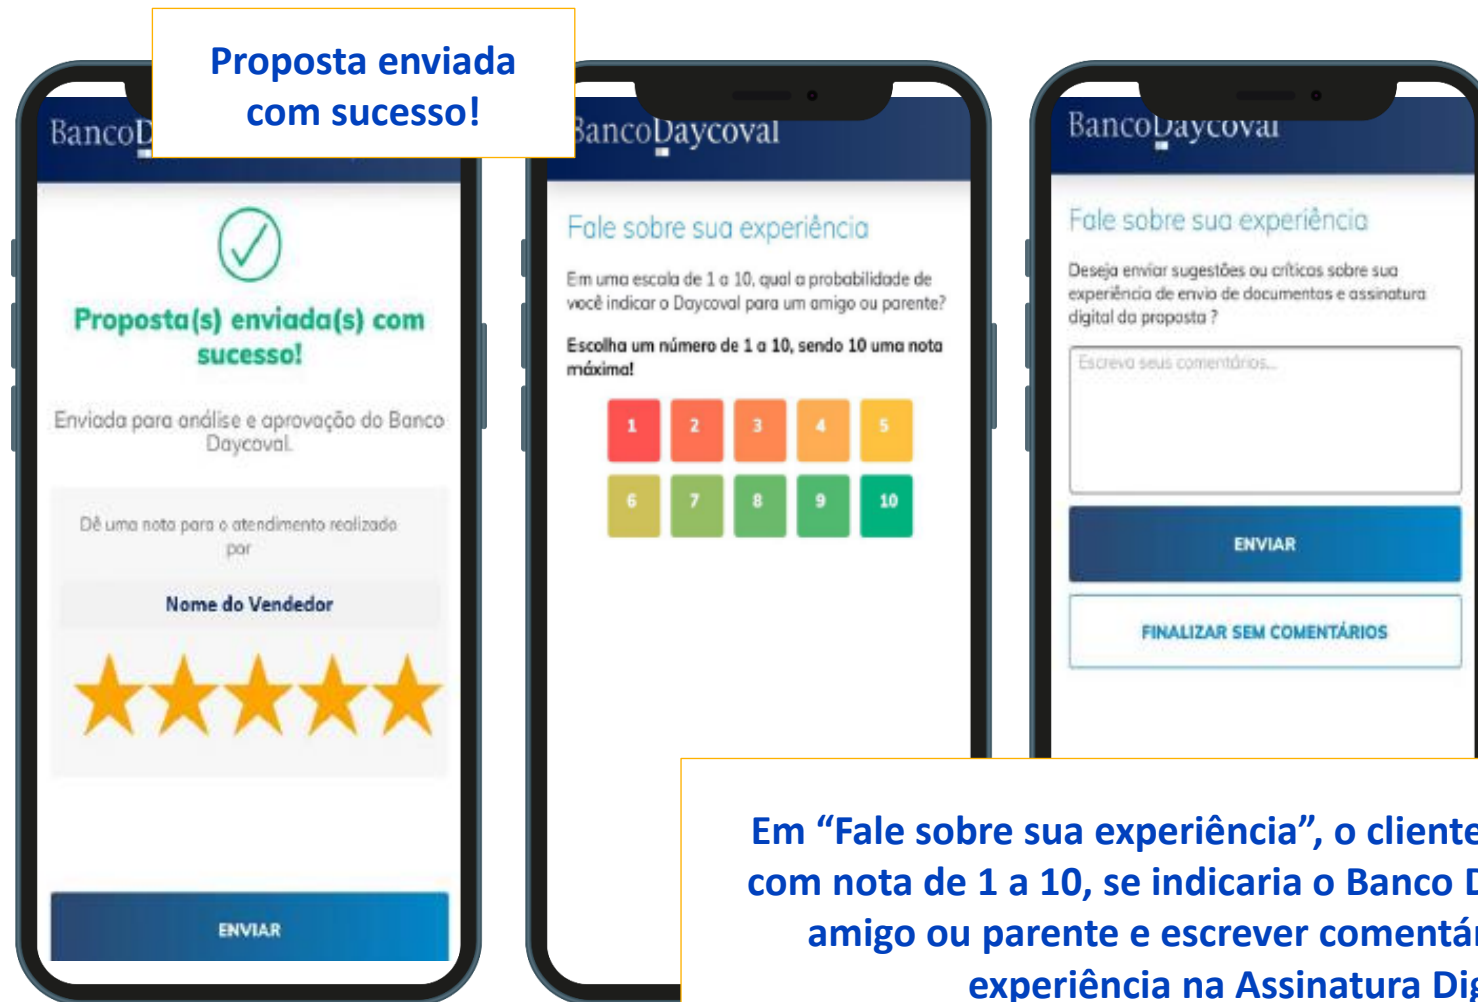 Proposta enviada
com sucesso!
Proposta(s) enviada(s) com
sucesso!
Enviada para análise e aprovação do Banco
Daycoval.
Dê uma nota para o atendimento realizado
por
Nome do Vendedor
ENVIAR
BancoDaycoval
Fale sobre sua experiência
Em uma escala de 1 a 10, qual a probabilidade de
você indicar o Daycoval para um amigo ou parente?
Escolha um número de 1 a 10, sendo 10 uma nota
máxima!
1 2 3 4 5
6 7 8 9 10
BancoDaycoval
Fale sobre sua experiência
Deseja enviar sugestões ou críticas sobre sua
experiência de envio de documentos e assinatura
digital da proposta ?
Escreva seus comentários...
ENVIAR
FINALIZAR SEM COMENTÁRIOS
Em “Fale sobre sua experiência”, o cliente
com nota de 1 a 10, se indicaria o Banco
amigo ou parente e escrever
experiência na Assinatura